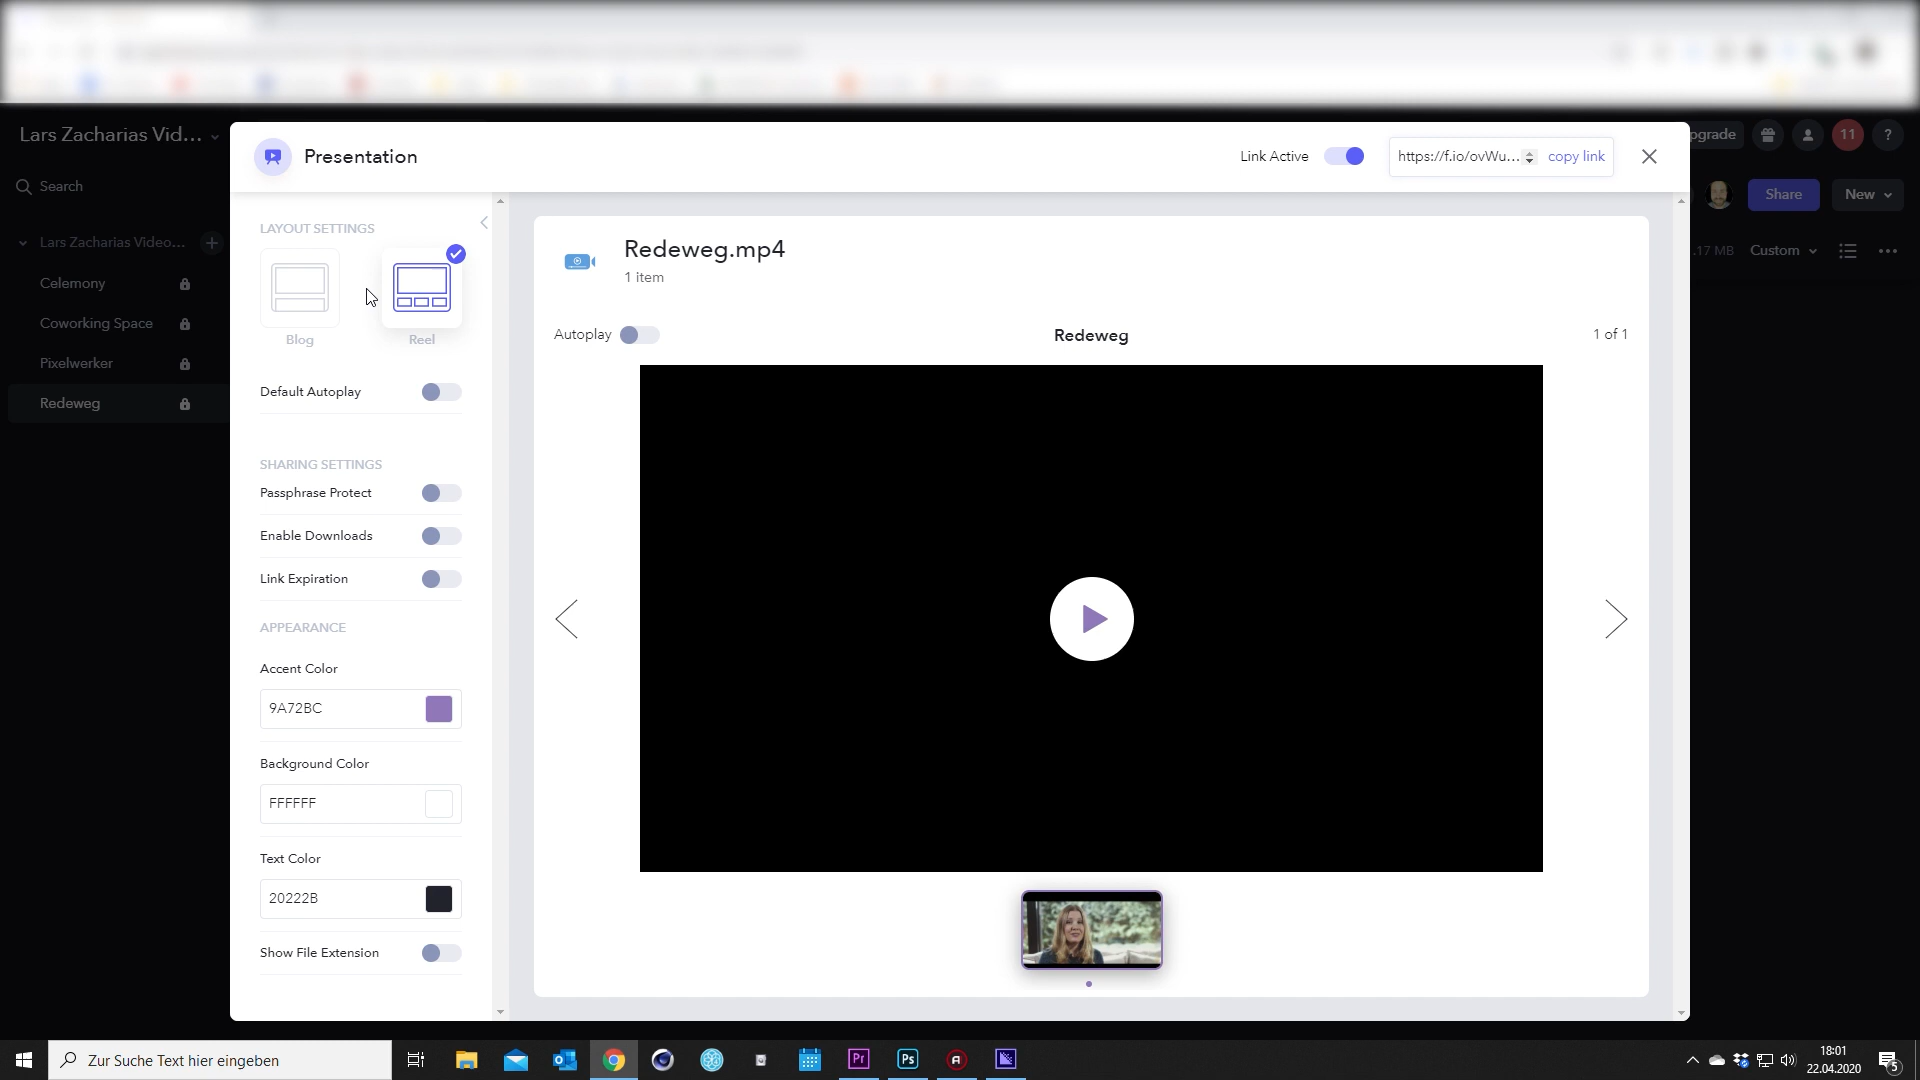 Lars Zacharias Vid...
Presentation
Link Active
https://f.io/ovWu...
copy link
pgrade
11
?
Search
Share
New
Lars Zacharias Video...
.17 MB
Custom
Celemony
Coworking Space
Pixelwerker
Redeweg
LAYOUT SETTINGS
Blog
Reel
Default Autoplay
SHARING SETTINGS
Passphrase Protect
Enable Downloads
Link Expiration
APPEARANCE
Accent Color
9A72BC
Background Color
FFFFFF
Text Color
20222B
Show File Extension
Redeweg.mp4
1 item
Autoplay
Redeweg
1 of 1
Zur Suche Text hier eingeben
Pr
Ps
18:01
22.04.2020
5